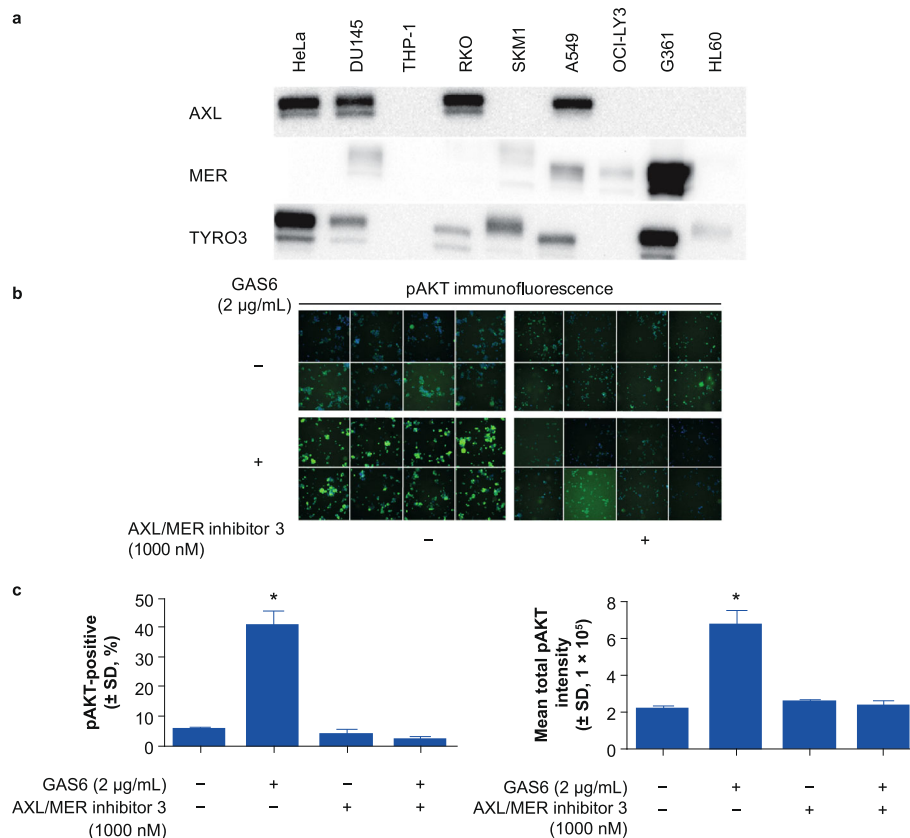 a
HeLa
DU145
THP-1
RKO
SKM1
A549
OCI-LY3
G361
HL60
AXL
MER
TYRO3
b
GAS6
(2 µg/mL)
pAKT immunofluorescence
–
+
AXL/MER inhibitor 3
(1000 nM)
– +
c
pAKT-positive
(± SD, %)
50
40
30
20
10
0
*
GAS6 (2 µg/mL) – + – +
AXL/MER inhibitor 3 – – + +
(1000 nM)
Mean total pAKT
intensity
(± SD, 1 × 10⁵)
8
6
4
2
0
*
GAS6 (2 µg/mL) – + – +
AXL/MER inhibitor 3 – – + +
(1000 nM)